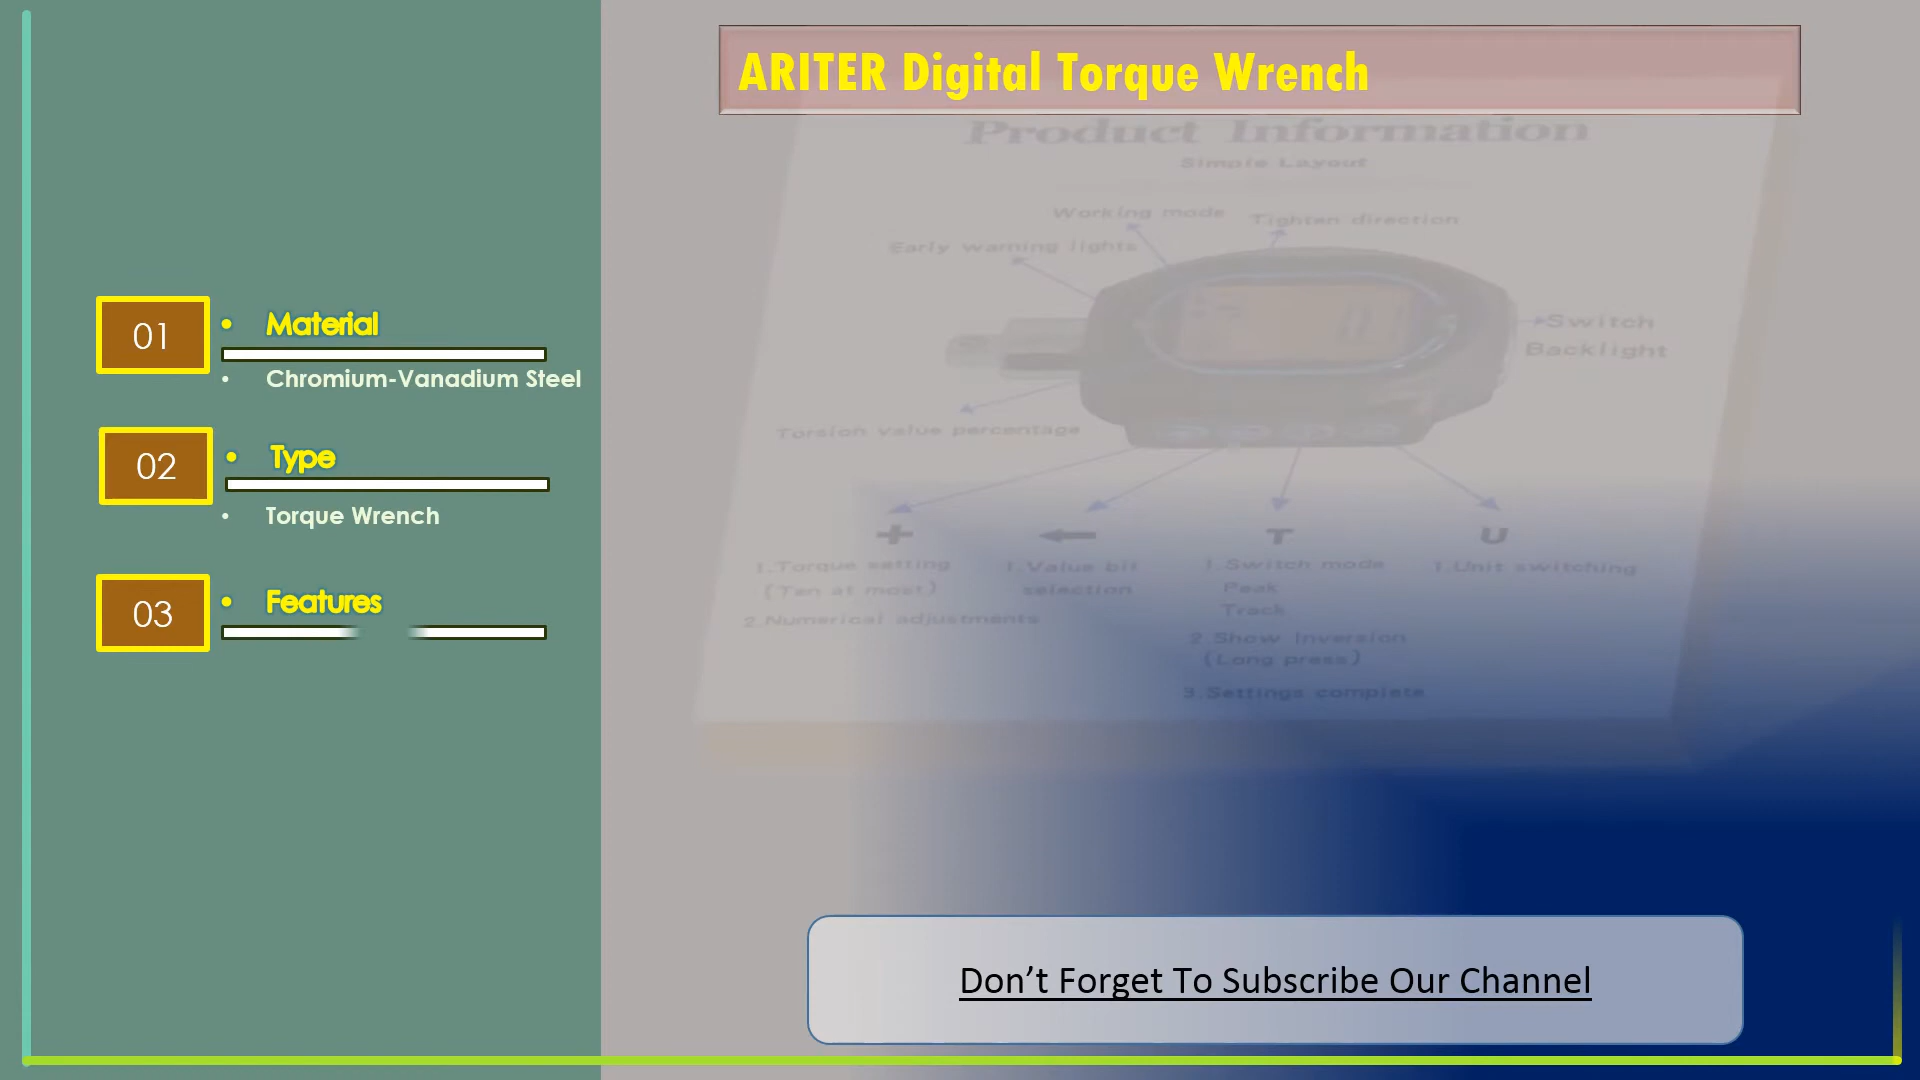 ARITER Digital Torque Wrench
Product Information
Simple Layout
Working mode
Tighten direction
Early warning lights
Switch
Backlight
Torsion value percentage
+
←
T
U
1.Torque setting
(Ten at most)
2.Numerical adjustments
1.Value bit
selection
1.Switch mode
Peak
Track
2.Show Inversion
(Long press)
3.Settings complete
1.Unit switching
01
• Material
• Chromium-Vanadium Steel
02
• Type
• Torque Wrench
03
• Features
Don’t Forget To Subscribe Our Channel